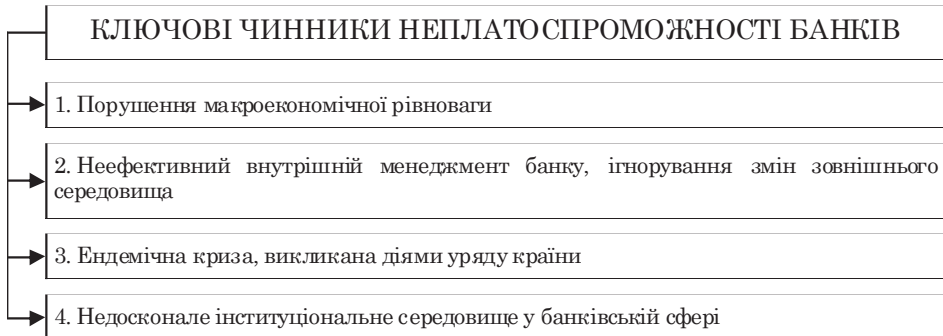 КЛЮЧОВІ ЧИННИКИ НЕПЛАТОСПРОМОЖНОСТІ БАНКІВ
1. Порушення макроекономічної рівноваги
2. Неефективний внутрішній менеджмент банку, ігнорування змін зовнішнього
середовища
3. Ендемічна криза, викликана діями уряду країни
4. Недосконале інституціональне середовище у банківській сфері